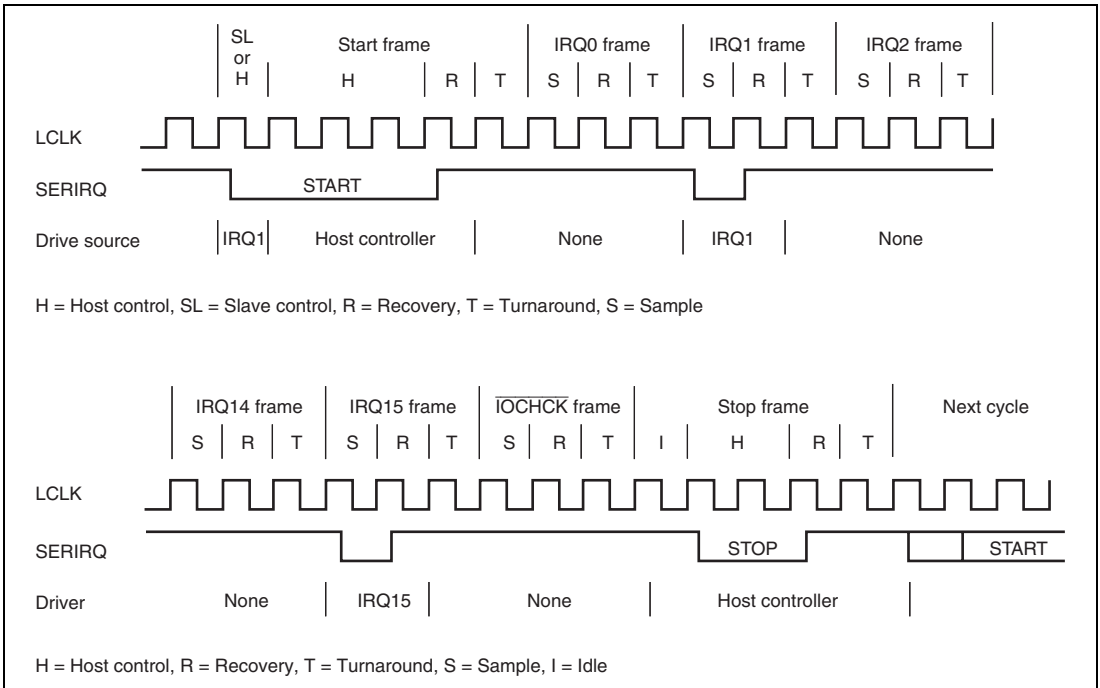 SL
or
H
Start frame
IRQ0 frame
IRQ1 frame
IRQ2 frame
H R T S R T S R T S R T
LCLK
SERIRQ
START
Drive source
IRQ1
Host controller
None
IRQ1
None
H = Host control, SL = Slave control, R = Recovery, T = Turnaround, S = Sample
IRQ14 frame
IRQ15 frame
IOCHCK frame
Stop frame
Next cycle
S R T S R T S R T I H R T
LCLK
SERIRQ
STOP
START
Driver
None
IRQ15
None
Host controller
H = Host control, R = Recovery, T = Turnaround, S = Sample, I = Idle